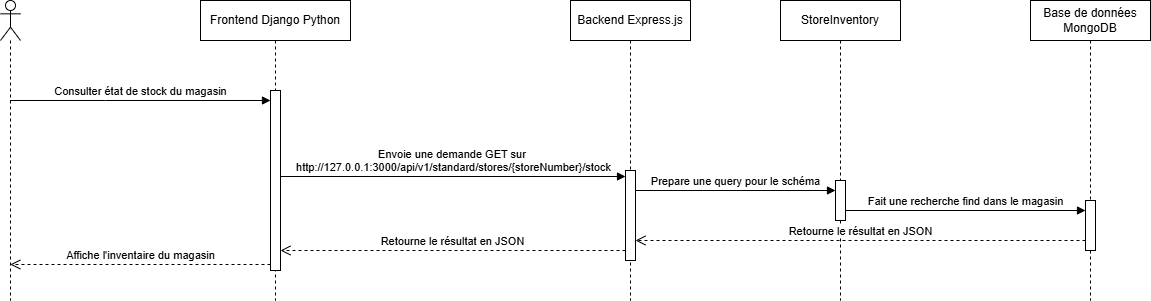 Frontend Django Python
Backend Express.js
StoreInventory
Base de données
MongoDB
Consulter état de stock du magasin
Envoie une demande GET sur
http://127.0.0.1:3000/api/v1/standard/stores/{storeNumber}/stock
Prepare une query pour le schéma
Fait une recherche find dans le magasin
Retourne le résultat en JSON
Retourne le résultat en JSON
Affiche l'inventaire du magasin